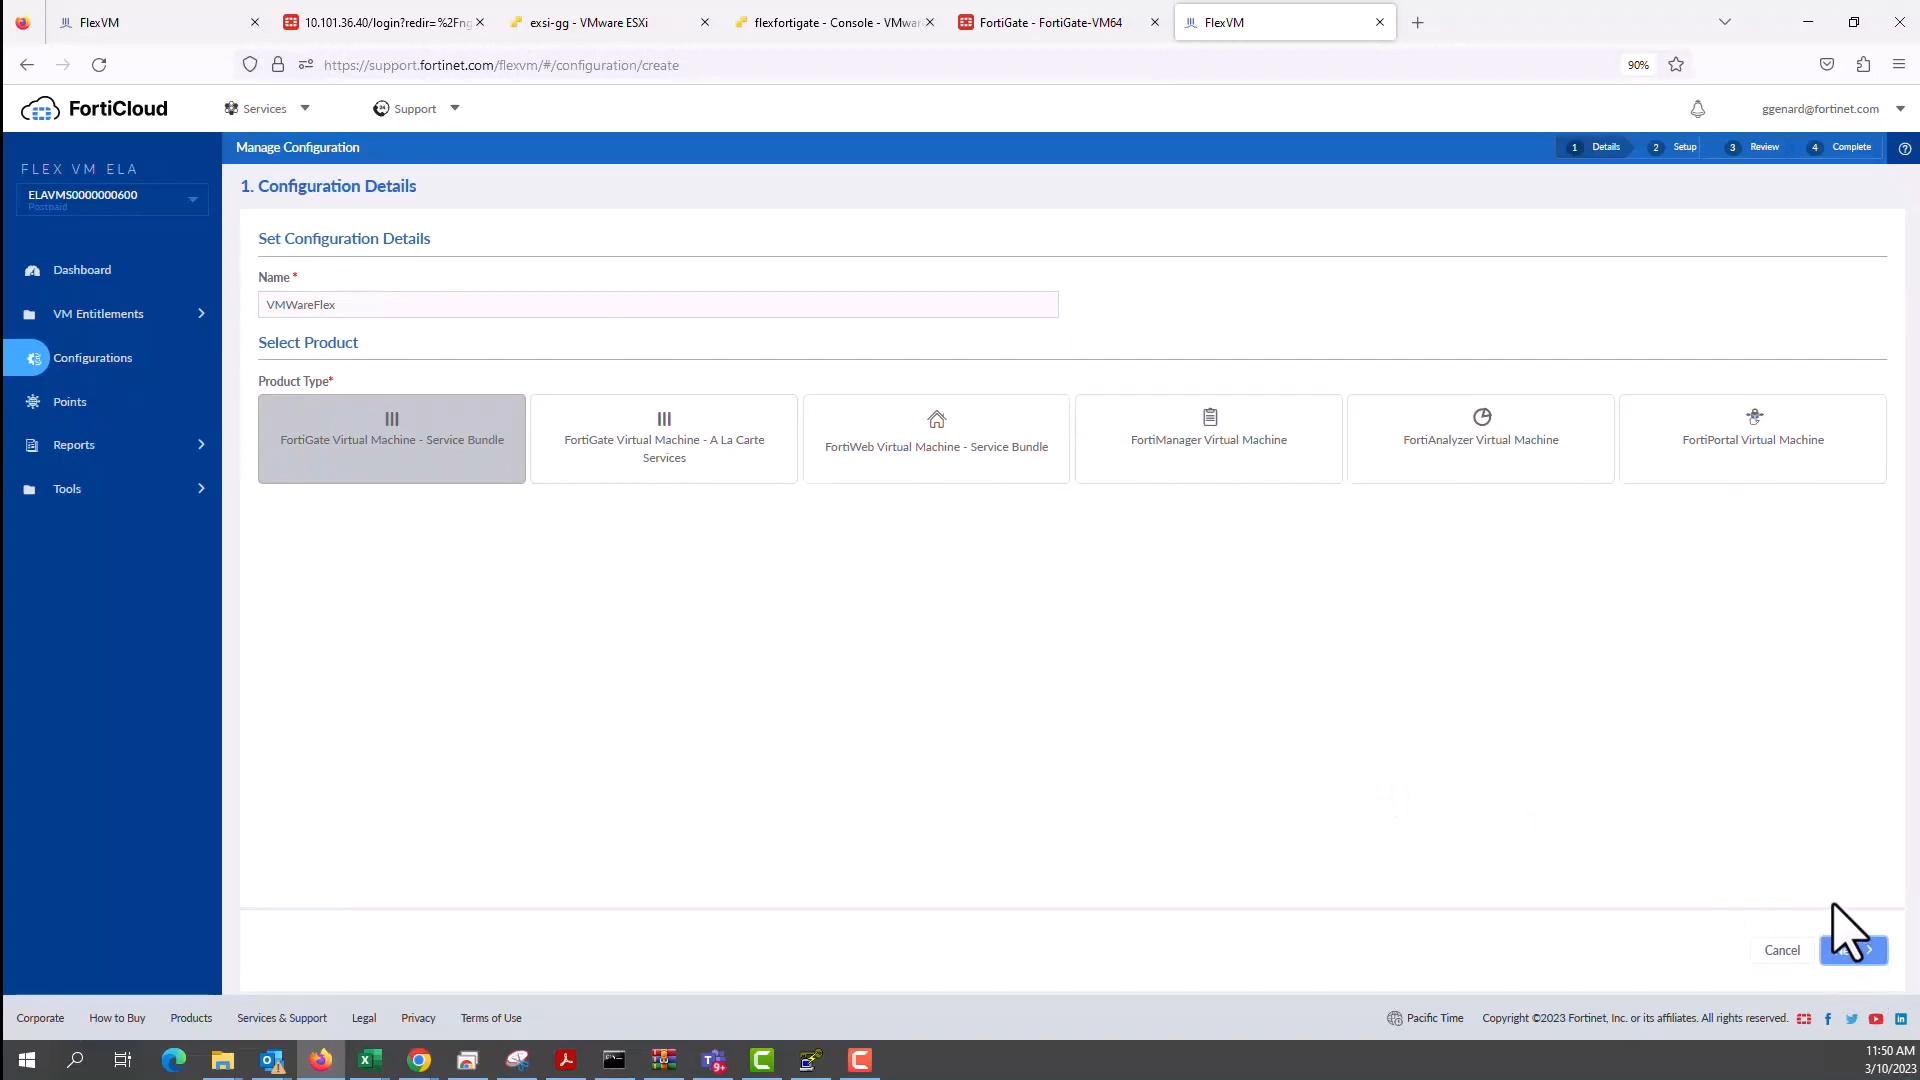 FlexVM
10.101.36.40/login?redir=%2Fng
exsi-gg - VMware ESXi
flexfortigate - Console - VMwar
FortiGate - FortiGate-VM64
FlexVM
https://support.fortinet.com/flexvm/#/configuration/create
90%
FortiCloud
Services
Support
ggenard@fortinet.com
FLEX VM ELA
ELAVMS0000000600
Postpaid
Dashboard
VM Entitlements
Configurations
Points
Reports
Tools
Manage Configuration
1 Details
2 Setup
3 Review
4 Complete
1. Configuration Details
Set Configuration Details
Name *
VMWareFlex
Select Product
Product Type*
FortiGate Virtual Machine - Service Bundle
FortiGate Virtual Machine - A La Carte
Services
FortiWeb Virtual Machine - Service Bundle
FortiManager Virtual Machine
FortiAnalyzer Virtual Machine
FortiPortal Virtual Machine
Cancel
Corporate
How to Buy
Products
Services & Support
Legal
Privacy
Terms of Use
Pacific Time
Copyright ©2023 Fortinet, Inc. or its affiliates. All rights reserved.
11:50 AM
3/10/2023